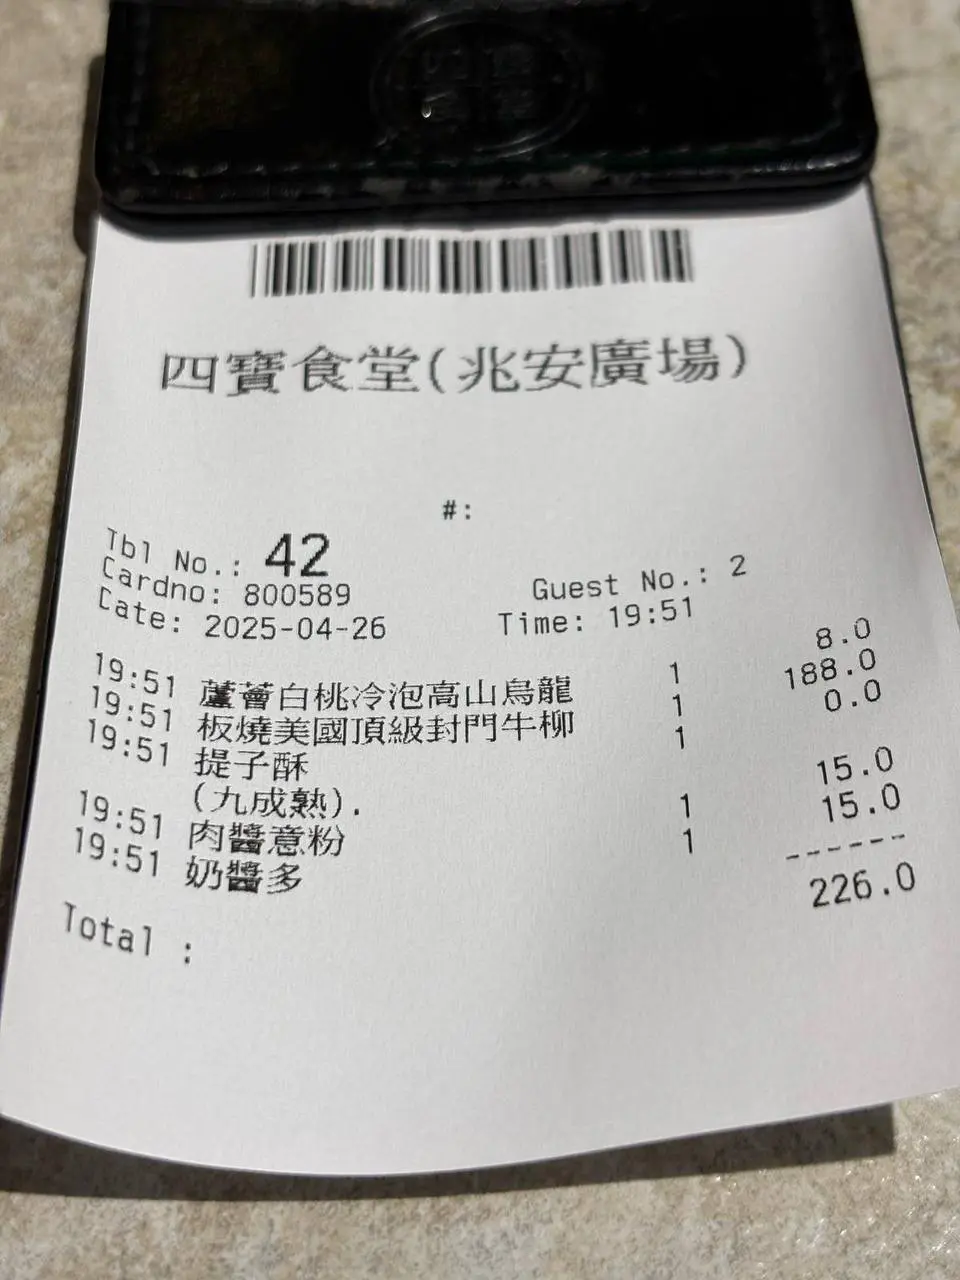 四寶食堂(兆安廣場)
#:
Tbl No.: 42
Cardno: 800589 Guest No.: 2
Date: 2025-04-26 Time: 19:51
19:51 蘆薈白桃冷泡高山烏龍 1 8.0
19:51 板燒美國頂級封門牛柳 1 188.0
19:51 提子酥 1 0.0
(九成熟).
19:51 肉醬意粉 1 15.0
19:51 奶醬多 1 15.0
------
Total : 226.0